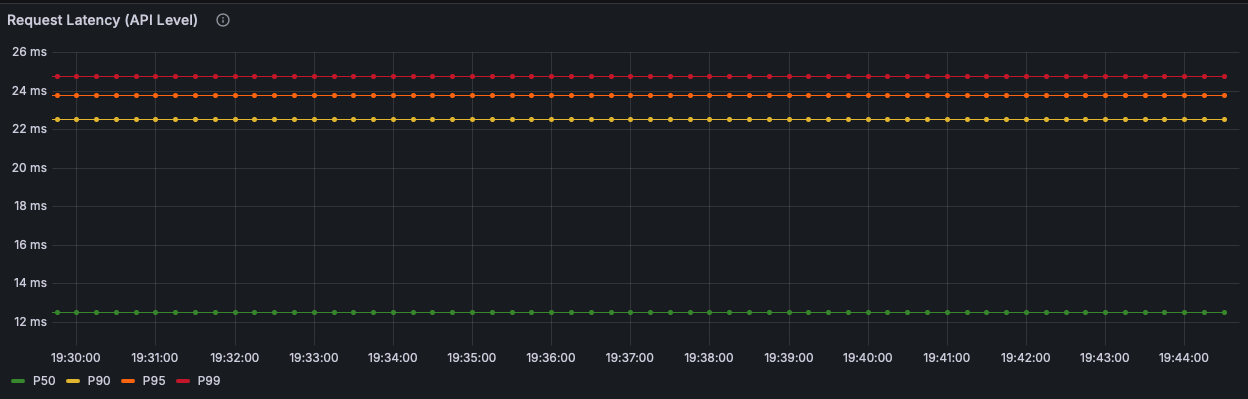 Request Latency (API Level)
26 ms
24 ms
22 ms
20 ms
18 ms
16 ms
14 ms
12 ms
19:30:00 19:31:00 19:32:00 19:33:00 19:34:00 19:35:00 19:36:00 19:37:00 19:38:00 19:39:00 19:40:00 19:41:00 19:42:00 19:43:00 19:44:00
P50 P90 P95 P99